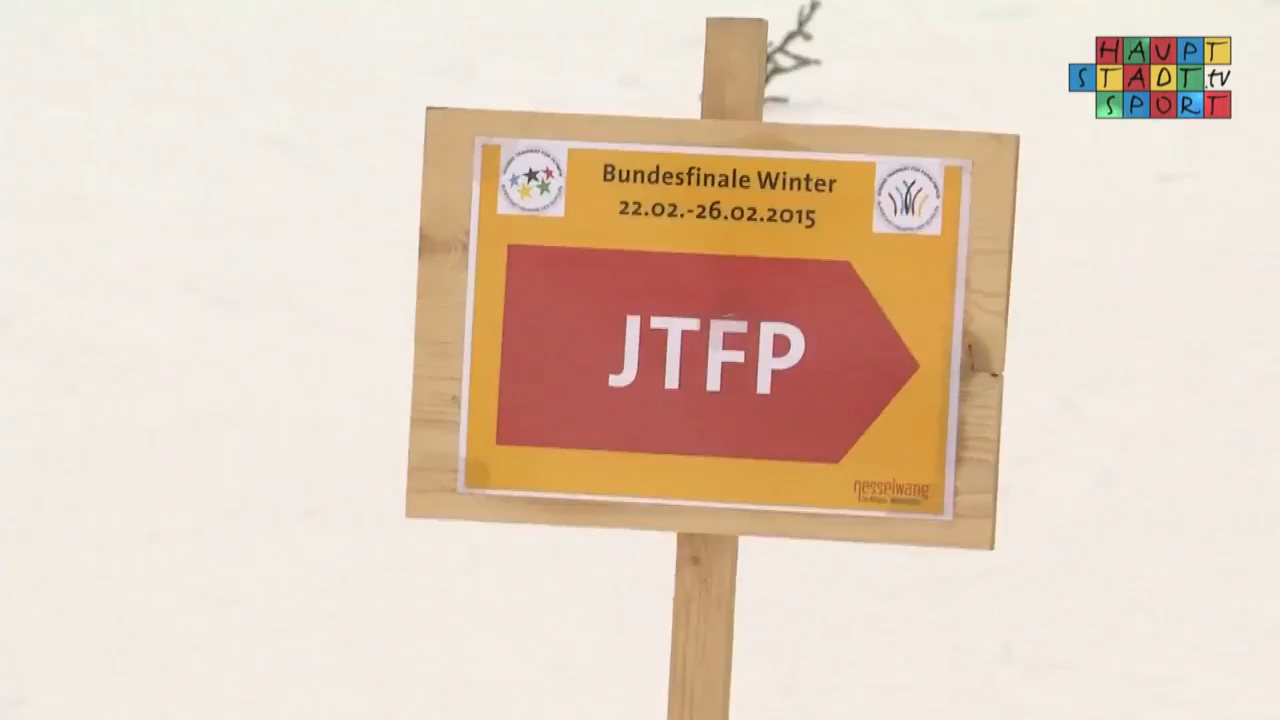 HAUPT
STADT.tv
SPORT
Bundesfinale Winter
22.02.-26.02.2015
JTFP
nesselwang